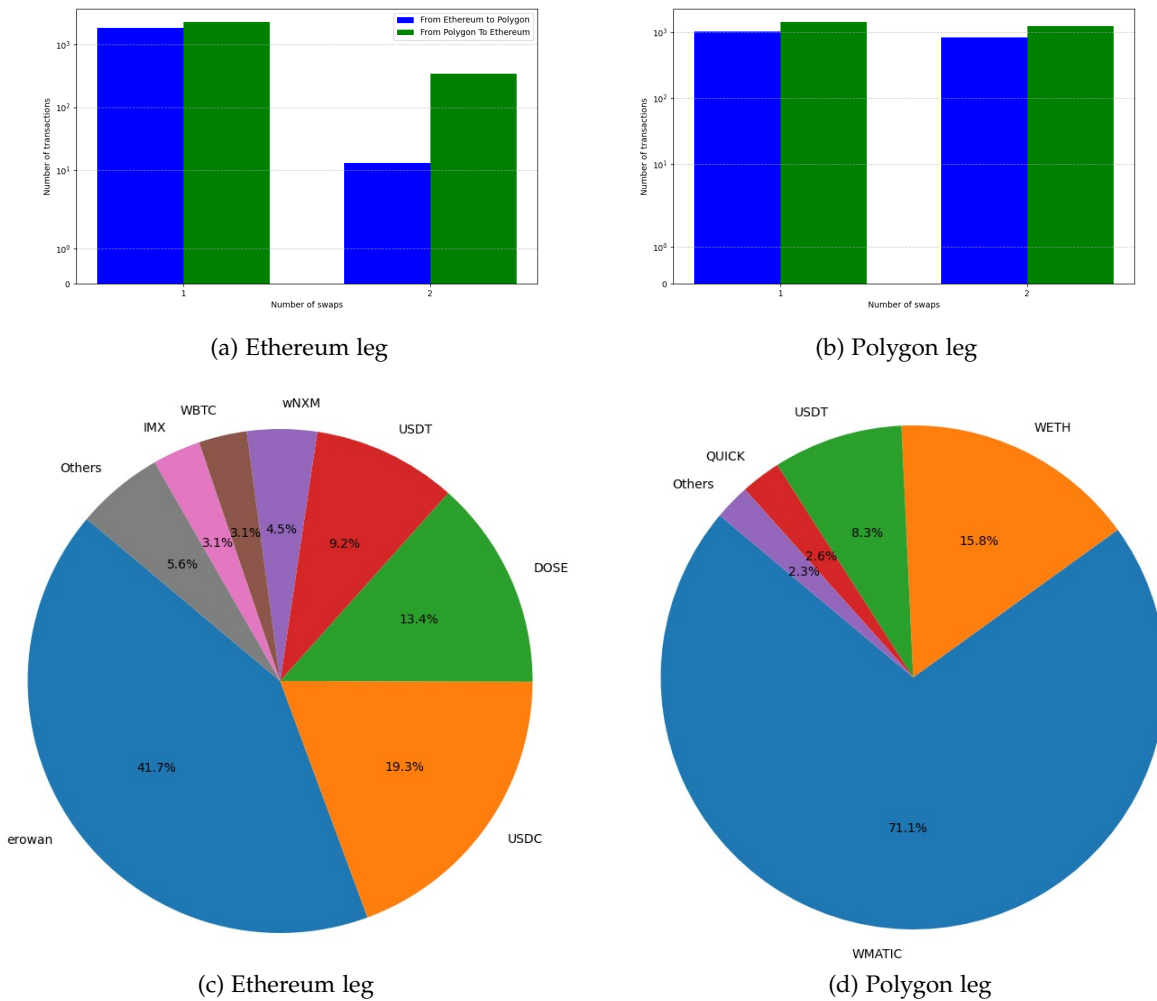 From Ethereum to Polygon
From Polygon To Ethereum
Number of transactions
10³
10²
10¹
10⁰
0
1
2
Number of swaps
(a) Ethereum leg
Number of transactions
10³
10²
10¹
10⁰
0
1
2
Number of swaps
(b) Polygon leg
wNXM
WBTC
IMX
USDT
Others
DOSE
3.1%
4.5%
3.1%
9.2%
5.6%
13.4%
41.7%
19.3%
erowan
USDC
(c) Ethereum leg
USDT
WETH
QUICK
Others
8.3%
15.8%
2.6%
2.3%
71.1%
WMATIC
(d) Polygon leg